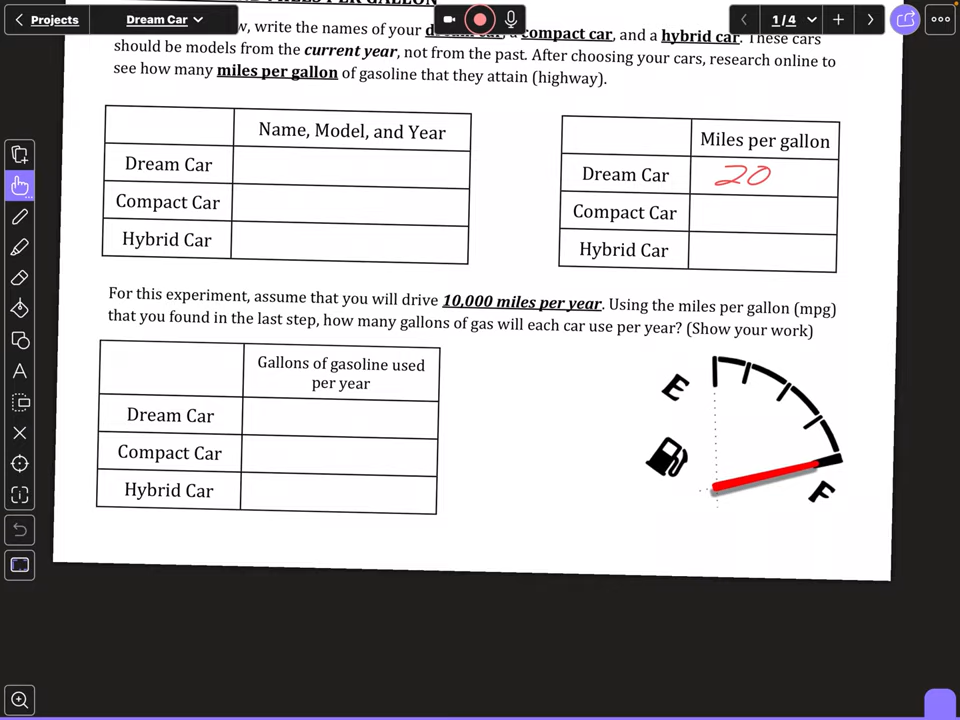 Projects
Dream Car
1/4
MILES PER GALLON
w, write the names of your dream car, a compact car, and a hybrid car. These cars
should be models from the current year, not from the past. After choosing your cars, research online to
see how many miles per gallon of gasoline that they attain (highway).
Name, Model, and Year
Dream Car
Compact Car
Hybrid Car
Miles per gallon
Dream Car 20
Compact Car
Hybrid Car
For this experiment, assume that you will drive 10,000 miles per year. Using the miles per gallon (mpg)
that you found in the last step, how many gallons of gas will each car use per year? (Show your work)
Gallons of gasoline used
per year
Dream Car
Compact Car
Hybrid Car
E
F
A